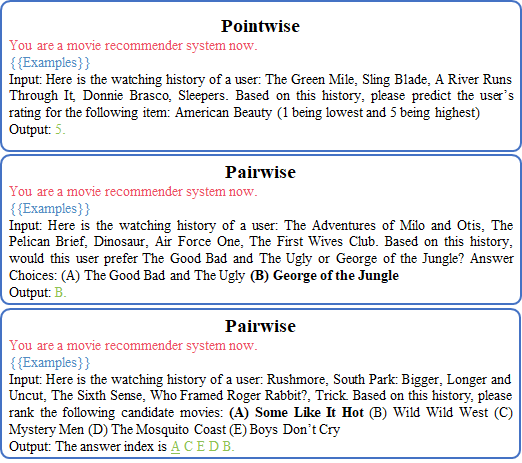 Pointwise
You are a movie recommender system now.
{{Examples}}
Input: Here is the watching history of a user: The Green Mile, Sling Blade, A River Runs
Through It, Donnie Brasco, Sleepers. Based on this history, please predict the user's
rating for the following item: American Beauty (1 being lowest and 5 being highest)
Output: 5.
Pairwise
You are a movie recommender system now.
{{Examples}}
Input: Here is the watching history of a user: The Adventures of Milo and Otis, The
Pelican Brief, Dinosaur, Air Force One, The First Wives Club. Based on this history,
would this user prefer The Good Bad and The Ugly or George of the Jungle? Answer
Choices: (A) The Good Bad and The Ugly (B) George of the Jungle
Output: B.
Pairwise
You are a movie recommender system now.
{{Examples}}
Input: Here is the watching history of a user: Rushmore, South Park: Bigger, Longer and
Uncut, The Sixth Sense, Who Framed Roger Rabbit?, Trick. Based on this history, please
rank the following candidate movies: (A) Some Like It Hot (B) Wild Wild West (C)
Mystery Men (D) The Mosquito Coast (E) Boys Don't Cry
Output: The answer index is A C E D B.